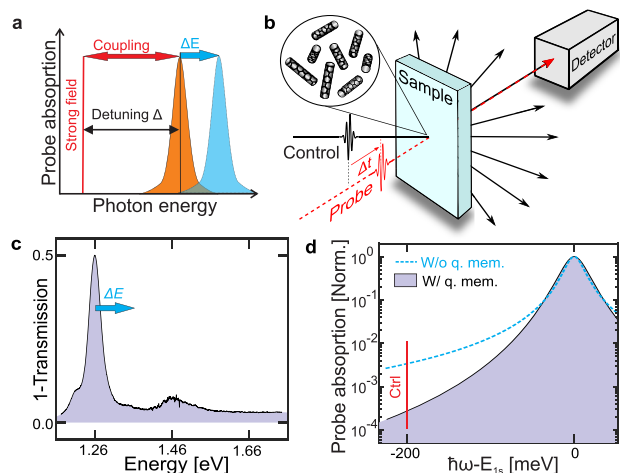 a
Coupling
ΔE
Strong field
Detuning Δ
Probe absoprtion
Photon energy
b
Sample
Detector
Control
Δt
Probe
c
0.5
ΔE
1-Transmission
0.0
1.26
1.46
1.66
Energy [eV]
d
10⁰
W/o q. mem.
W/ q. mem.
10⁻¹
10⁻²
10⁻³
10⁻⁴
Probe absoprtion [Norm.]
Ctrl
-200
0
ħω-E₁ₛ [meV]